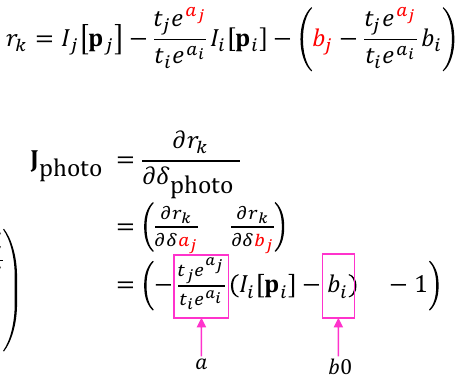 r_k = I_j[p_j] − (t_j e^{a_j})/(t_i e^{a_i}) I_i[p_i] − (b_j − (t_j e^{a_j})/(t_i e^{a_i}) b_i)
J_photo = ∂r_k/∂δ_photo
= (∂r_k/∂δa_j ∂r_k/∂δb_j)
= (−(t_j e^{a_j})/(t_i e^{a_i}) (I_i[p_i] − b_i) −1)
a b0